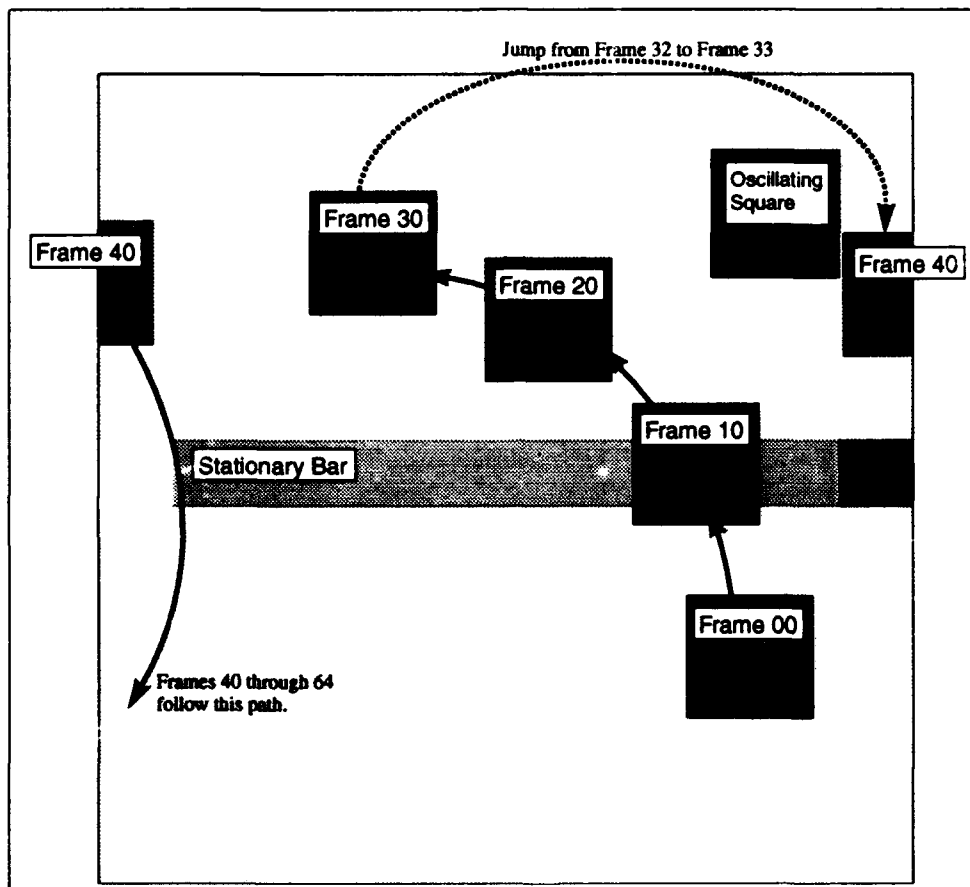 Jump from Frame 32 to Frame 33
Oscillating
Square
Frame 30
Frame 40
Frame 40
Frame 20
Frame 10
Stationary Bar
Frame 00
Frames 40 through 64
follow this path.